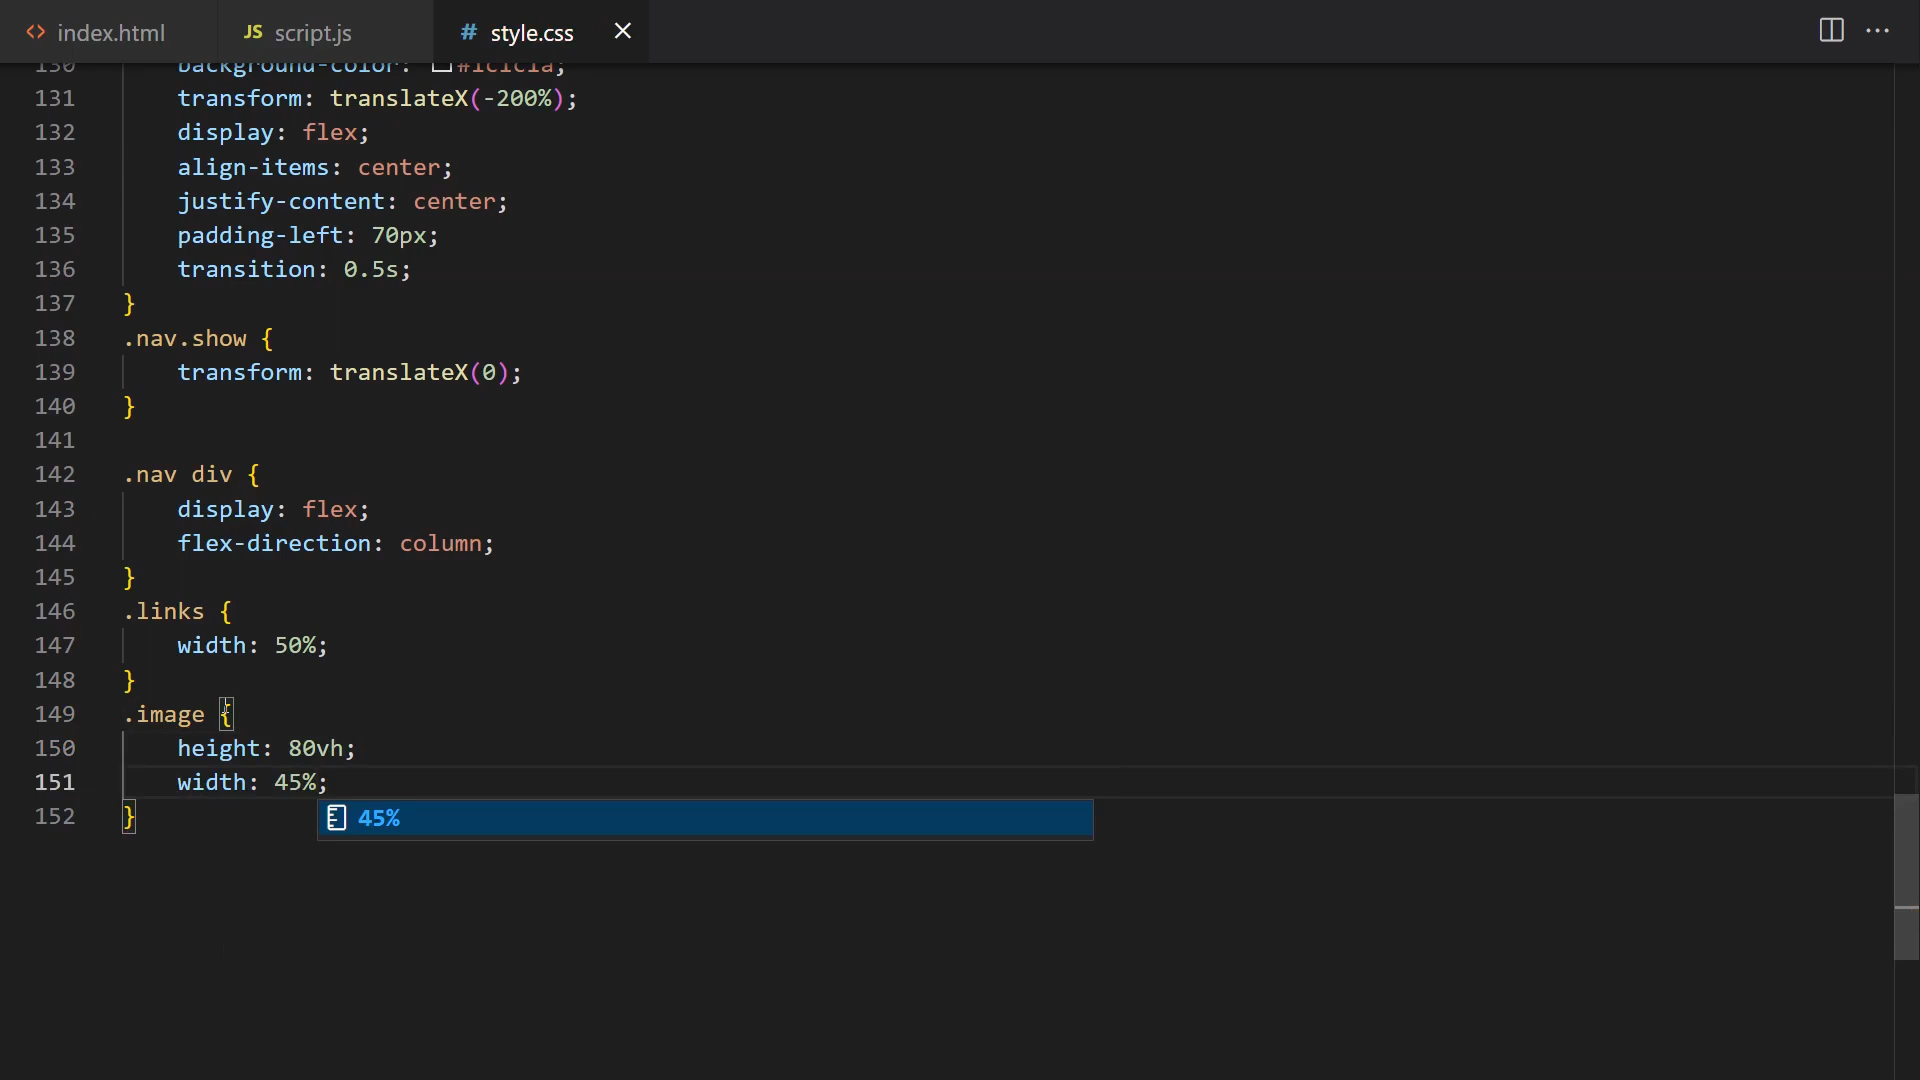 <> index.html JS script.js # style.css
130 background-color: #1c1c1a;
131 transform: translateX(-200%);
132 display: flex;
133 align-items: center;
134 justify-content: center;
135 padding-left: 70px;
136 transition: 0.5s;
137 }
138 .nav.show {
139 transform: translateX(0);
140 }
141
142 .nav div {
143 display: flex;
144 flex-direction: column;
145 }
146 .links {
147 width: 50%;
148 }
149 .image {
150 height: 80vh;
151 width: 45%;
152 }
45%